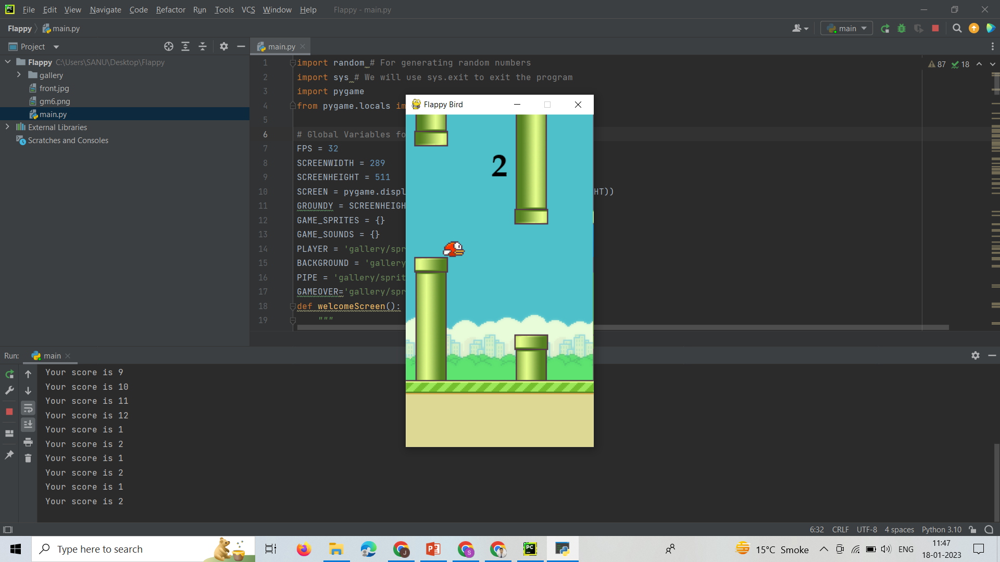 PC File Edit View Navigate Code Refactor Run Tools VCS Window Help Flappy - main.py
Flappy main.py main
Project main.py
Flappy C:\Users\SANU\Desktop\Flappy
gallery
front.jpg
gm6.png
main.py
External Libraries
Scratches and Consoles
87 18
1 import random # For generating random numbers
2 import sys # We will use sys.exit to exit the program
3 import pygame
4 from pygame.locals im
5
6 # Global Variables fo
7 FPS = 32
8 SCREENWIDTH = 289
9 SCREENHEIGHT = 511
10 SCREEN = pygame.displ HT))
11 GROUNDY = SCREENHEIGH
12 GAME_SPRITES = {}
13 GAME_SOUNDS = {}
14 PLAYER = 'gallery/spr
15 BACKGROUND = 'gallery
16 PIPE = 'gallery/sprit
17 GAMEOVER='gallery/spr
18 def welcomeScreen():
19 """
Flappy Bird
2
Run: main
Your score is 9
Your score is 10
Your score is 11
Your score is 12
Your score is 1
Your score is 2
Your score is 1
Your score is 2
Your score is 1
Your score is 2
6:32 CRLF UTF-8 4 spaces Python 3.10
Type here to search
J P S PC
15°C Smoke ENG
11:47
18-01-2023